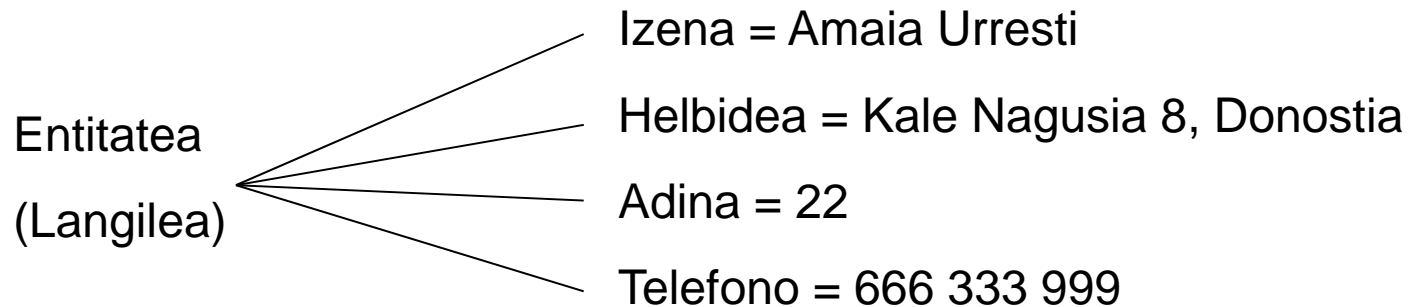 Izena = Amaia Urresti
Helbidea = Kale Nagusia 8, Donostia
Entitatea
(Langilea)
Adina = 22
Telefono = 666 333 999